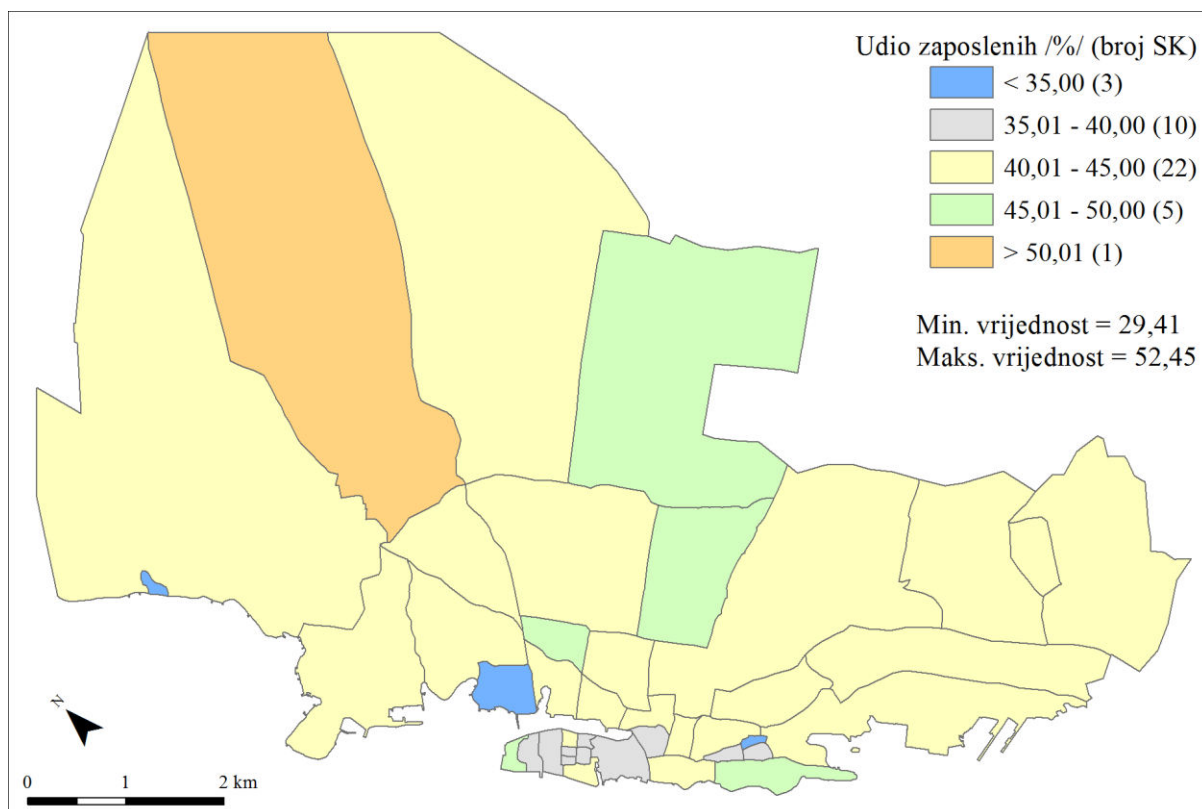 Udio zaposlenih /%/ (broj SK)
< 35,00 (3)
35,01 - 40,00 (10)
40,01 - 45,00 (22)
45,01 - 50,00 (5)
> 50,01 (1)
Min. vrijednost = 29,41
Maks. vrijednost = 52,45
N
0 1 2 km